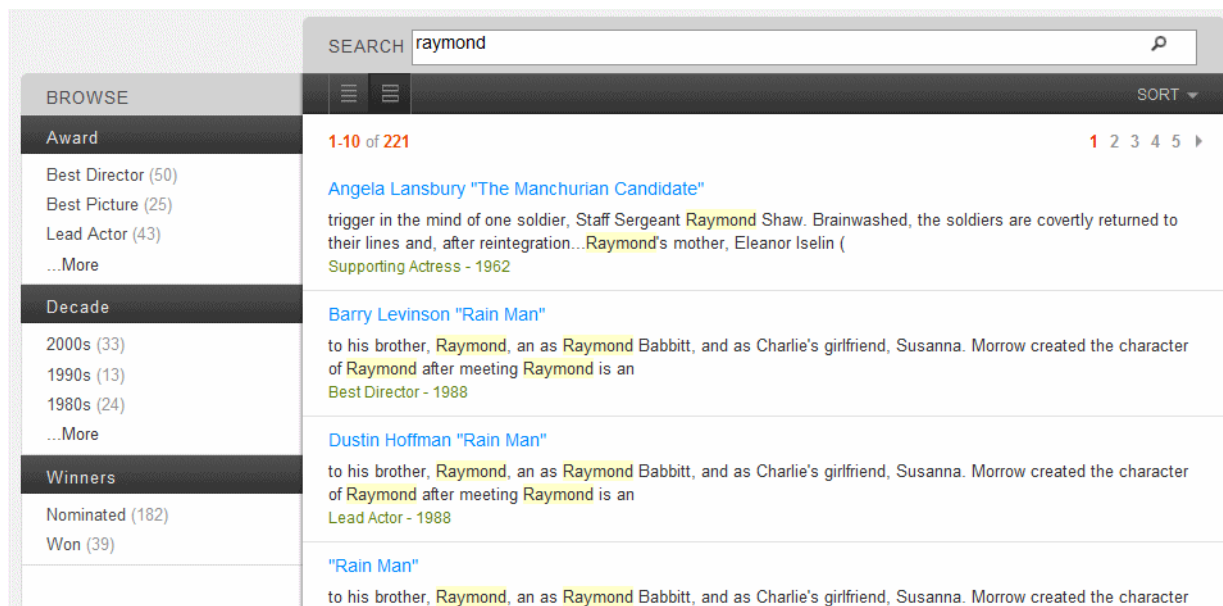 SEARCH raymond
BROWSE
SORT
Award
Best Director (50)
Best Picture (25)
Lead Actor (43)
...More
Decade
2000s (33)
1990s (13)
1980s (24)
...More
Winners
Nominated (182)
Won (39)
1-10 of 221
1 2 3 4 5
Angela Lansbury "The Manchurian Candidate"
trigger in the mind of one soldier, Staff Sergeant Raymond Shaw. Brainwashed, the soldiers are covertly returned to
their lines and, after reintegration...Raymond's mother, Eleanor Iselin (
Supporting Actress - 1962
Barry Levinson "Rain Man"
to his brother, Raymond, an as Raymond Babbitt, and as Charlie's girlfriend, Susanna. Morrow created the character
of Raymond after meeting Raymond is an
Best Director - 1988
Dustin Hoffman "Rain Man"
to his brother, Raymond, an as Raymond Babbitt, and as Charlie's girlfriend, Susanna. Morrow created the character
of Raymond after meeting Raymond is an
Lead Actor - 1988
"Rain Man"
to his brother, Raymond, an as Raymond Babbitt, and as Charlie's girlfriend, Susanna. Morrow created the character